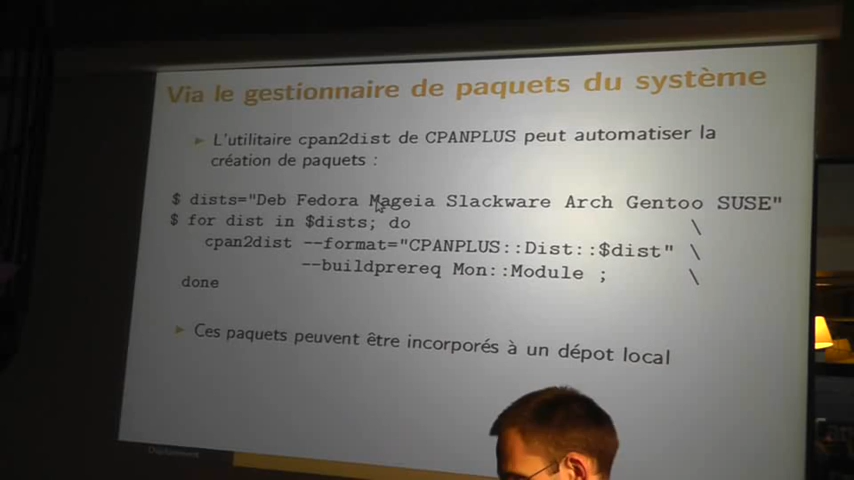 Via le gestionnaire de paquets du système
L'utilitaire cpan2dist de CPANPLUS peut automatiser la
création de paquets :
$ dists="Deb Fedora Mageia Slackware Arch Gentoo SUSE"
$ for dist in $dists; do \
cpan2dist --format="CPANPLUS::Dist::$dist" \
--buildprereq Mon::Module ; \
done
Ces paquets peuvent être incorporés à un dépot local